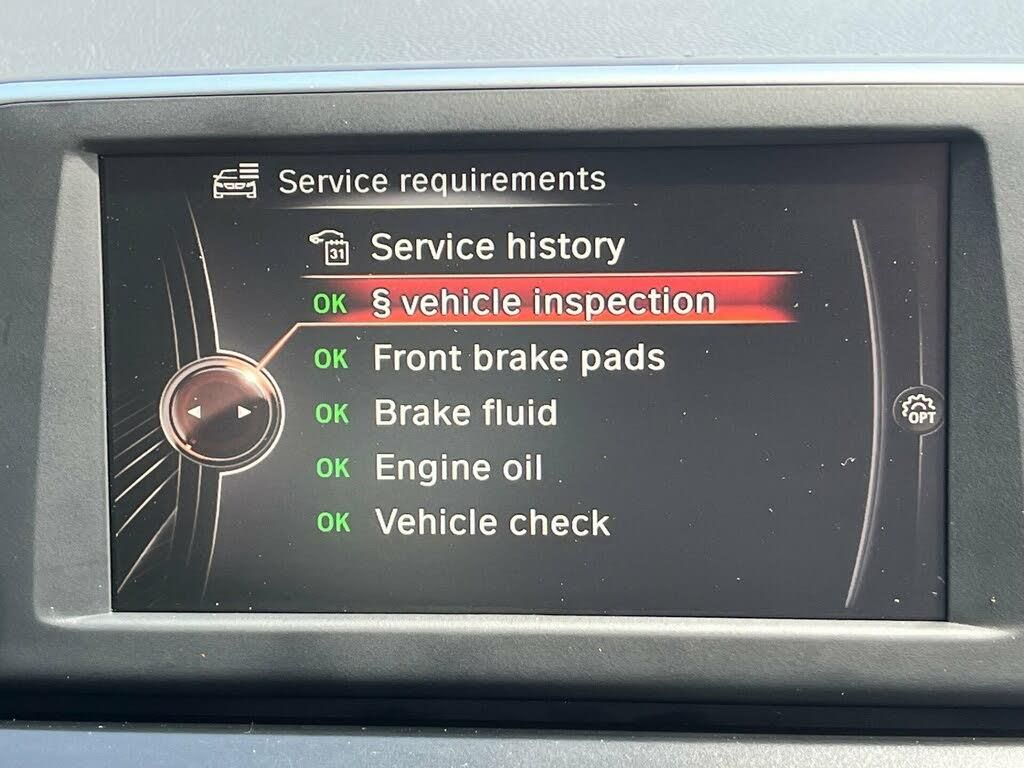 Service requirements
31 Service history
OK § vehicle inspection
OK Front brake pads
OK Brake fluid
OPT
OK Engine oil
OK Vehicle check